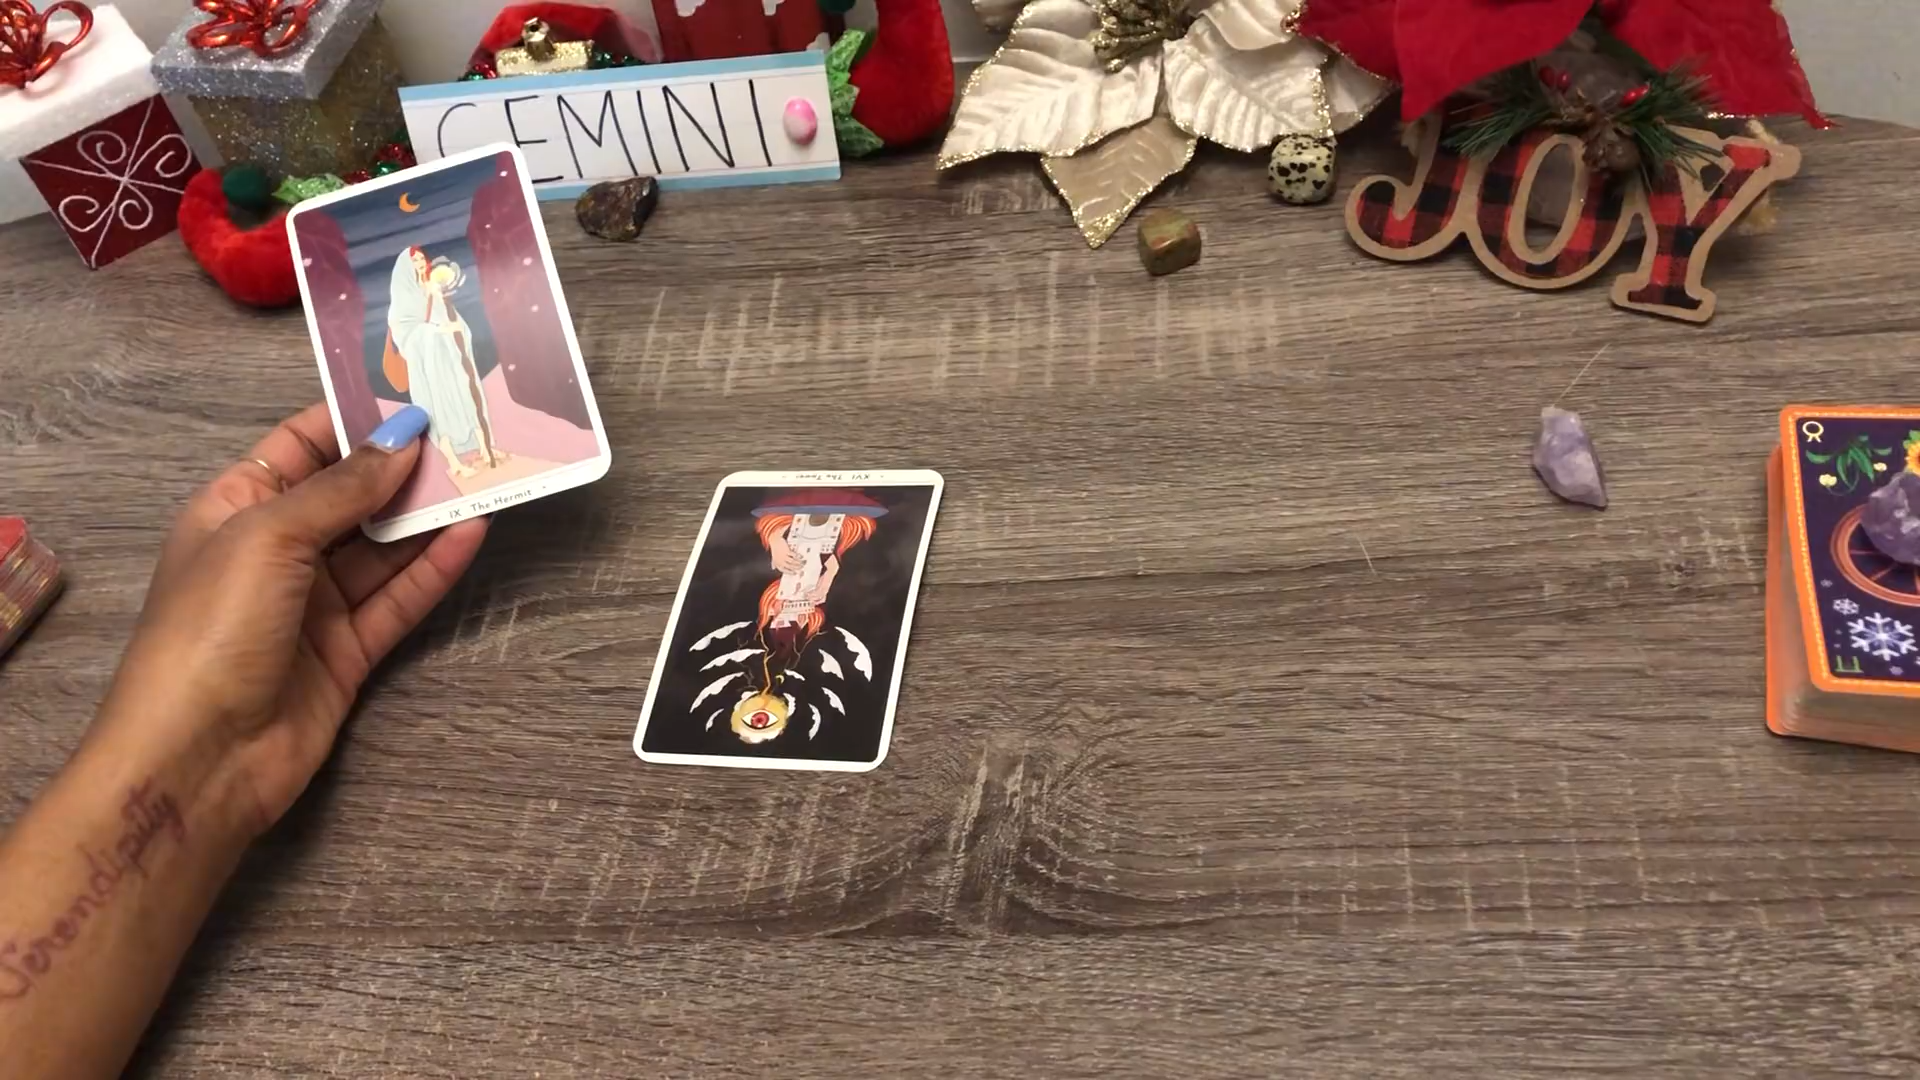 GEMINI
JOY
IX The Hermit
XVI The Tower
Serendipity